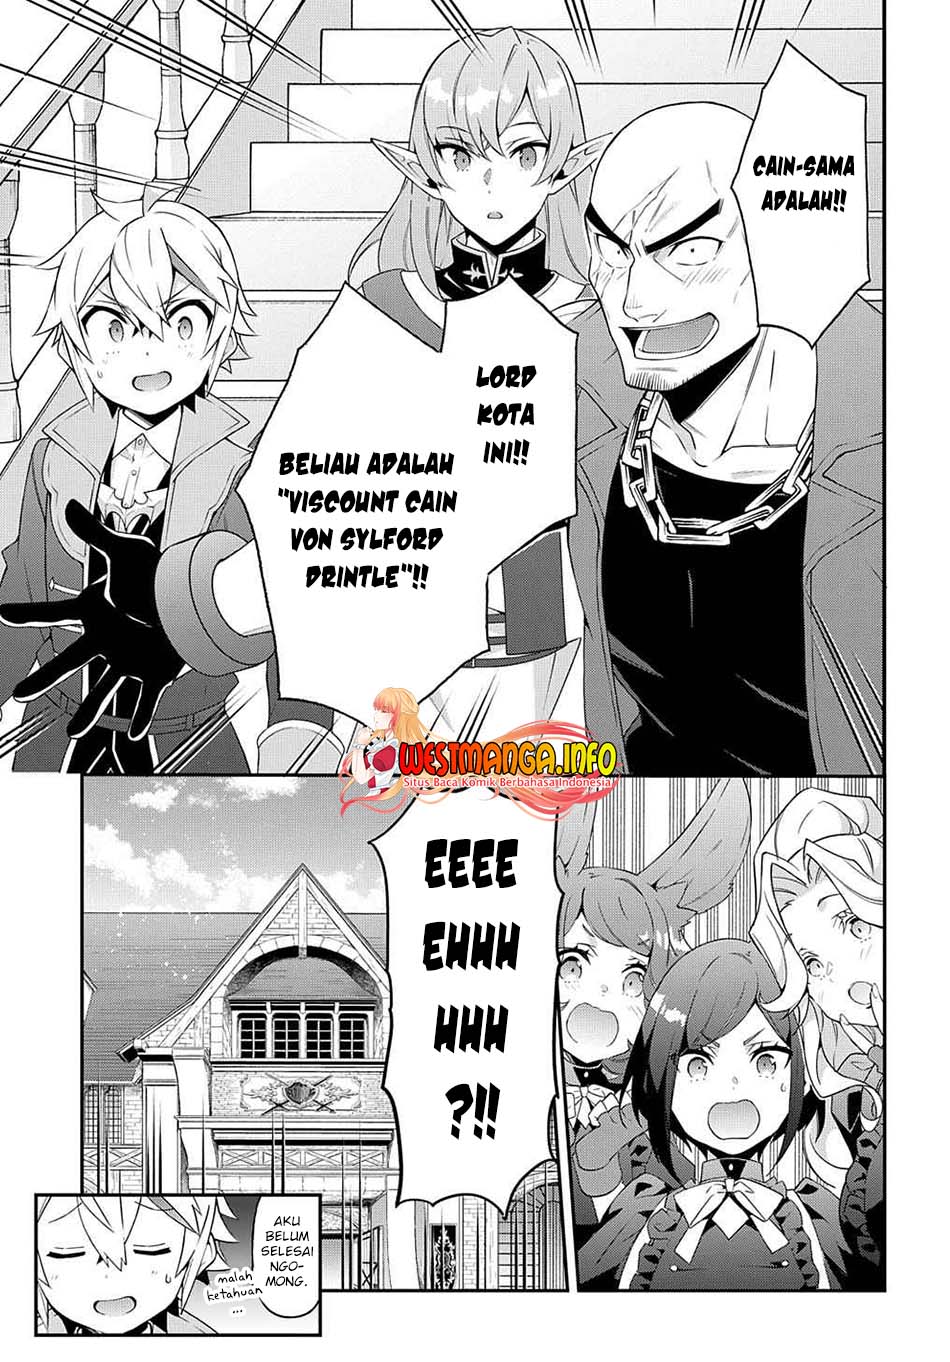 CAIN-SAMA
ADALAH!!
LORD
KOTA
INI!!
BELIAU ADALAH
"VISCOUNT CAIN
VON SYLFORD
DRINTLE"!!
WESTMANGA.INFO
Situs Baca Komik Berbahasa Indonesia
EEEE
EHHH
HHH
?!!
AKU
BELUM
SELESAI
NGO-
MONG.
malah
ketahuan
...